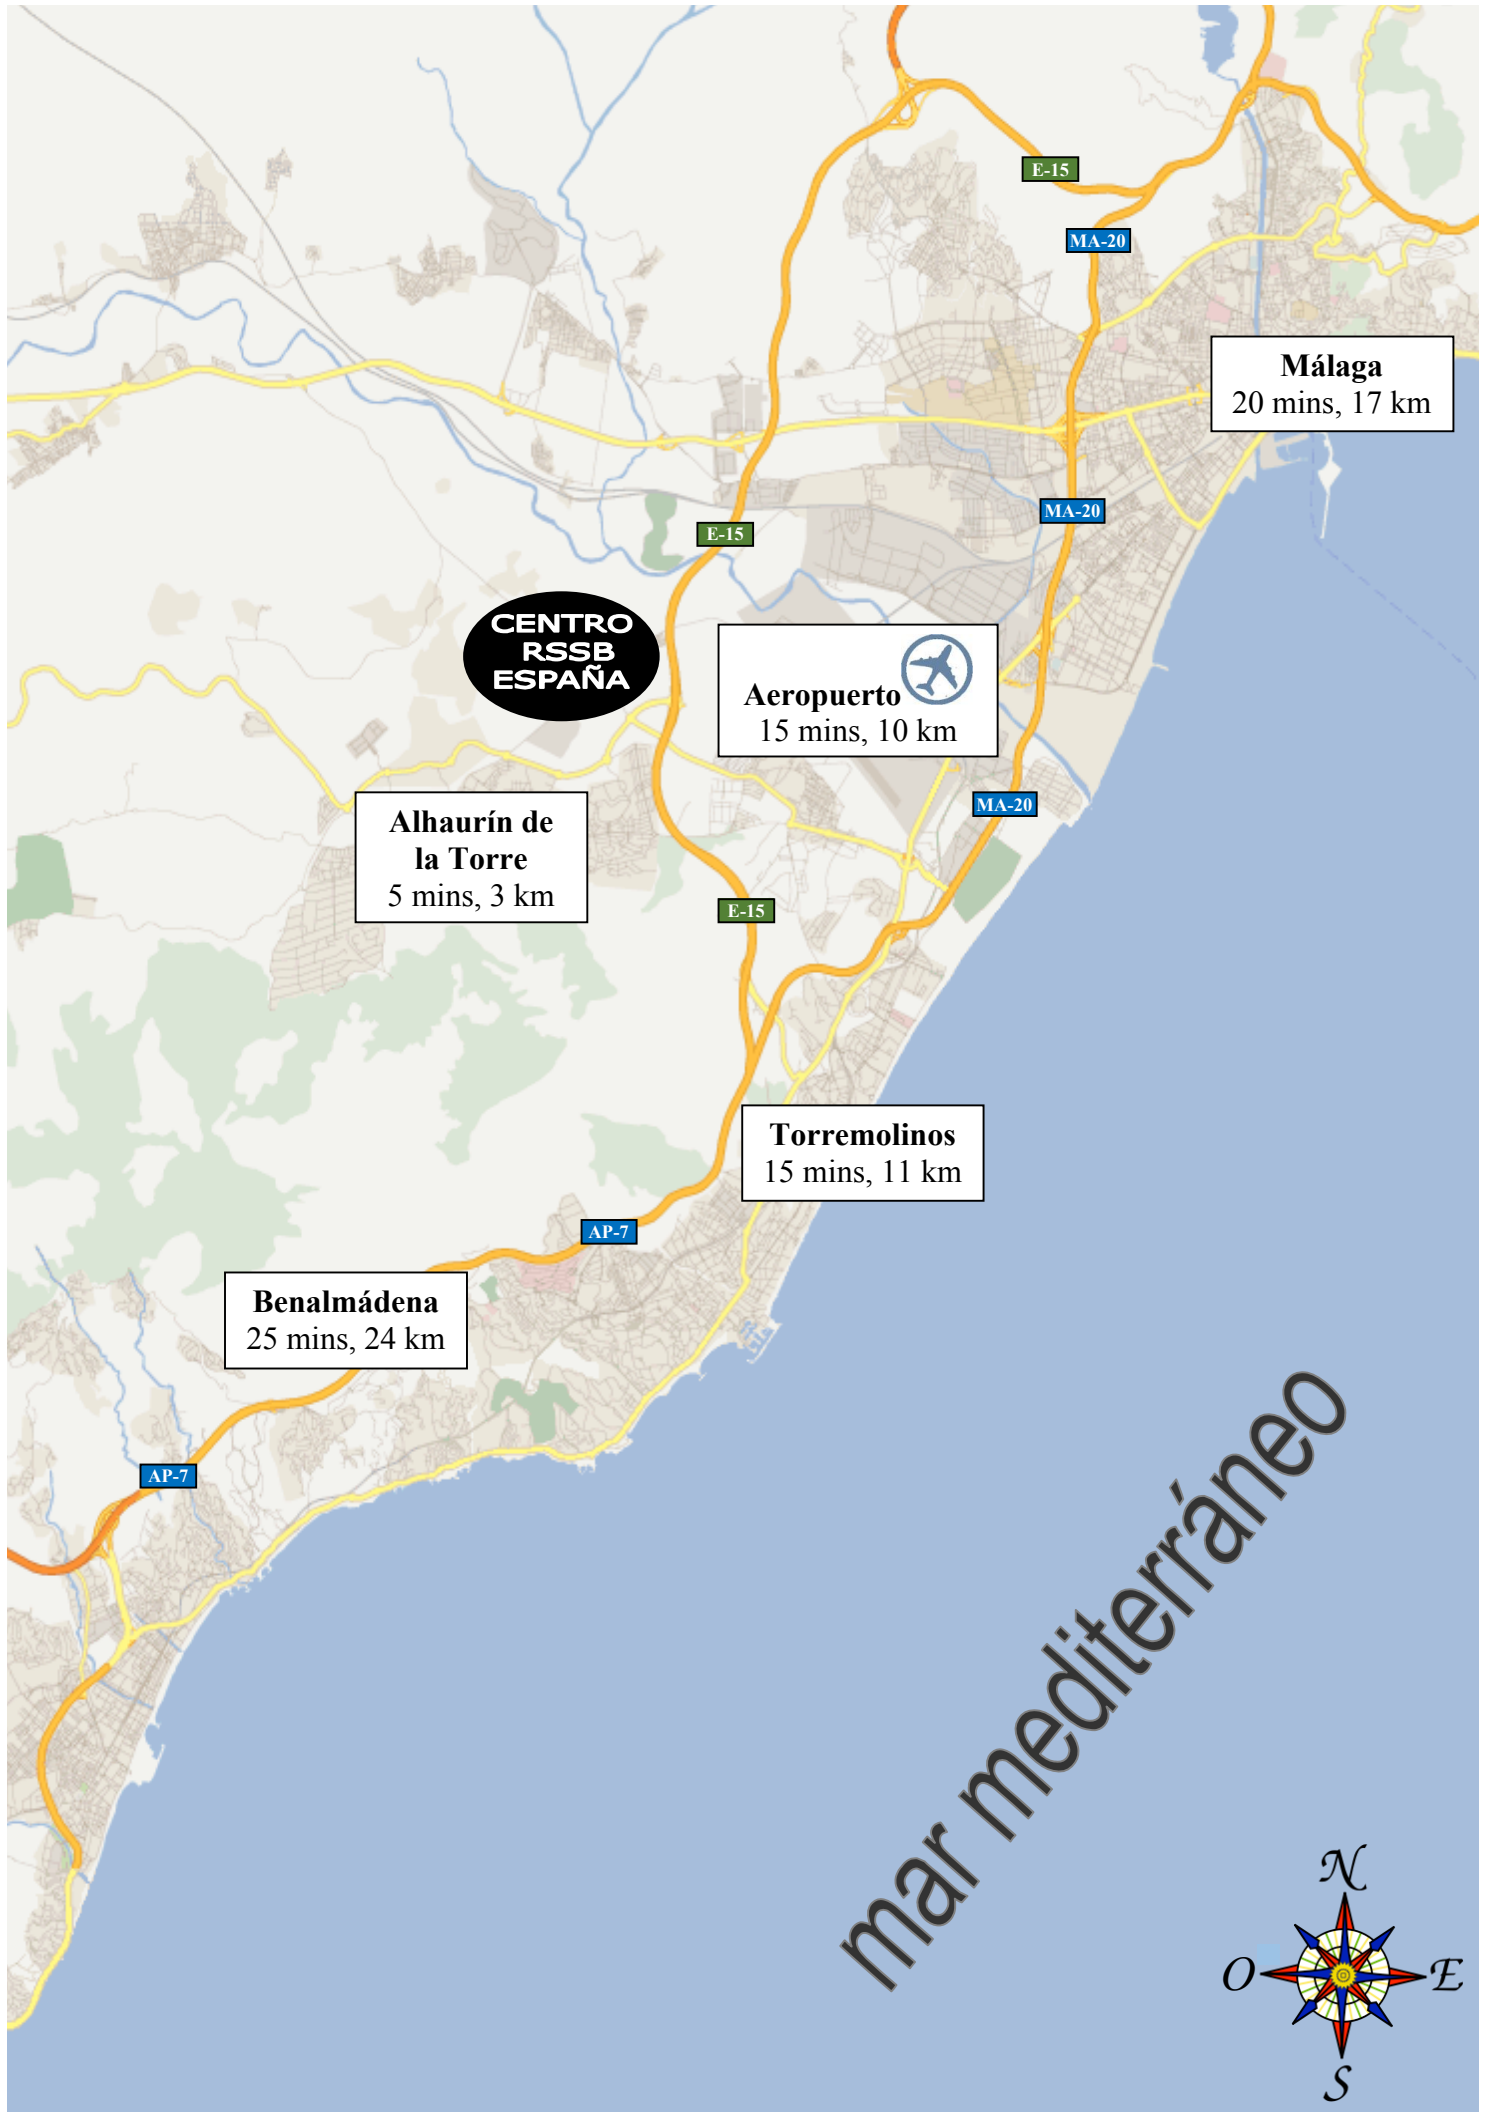 E-15
MA-20
Málaga
20 mins, 17 km
MA-20
E-15
CENTRO
RSSB
ESPAÑA
Aeropuerto
15 mins, 10 km
MA-20
Alhaurín de
la Torre
5 mins, 3 km
E-15
Torremolinos
15 mins, 11 km
AP-7
Benalmádena
25 mins, 24 km
AP-7
mar mediterráneo
N
O
E
S